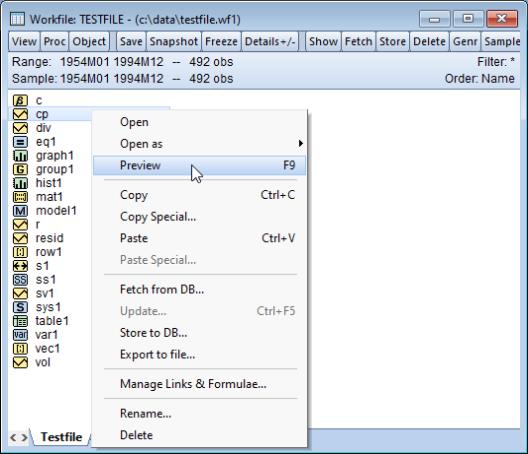 Workfile: TESTFILE - (c:\data\testfile.wf1)
View Proc Object Save Snapshot Freeze Details+/- Show Fetch Store Delete Genr Sample
Range: 1954M01 1994M12 -- 492 obs Filter: *
Sample: 1954M01 1994M12 -- 492 obs Order: Name
β c
cp
div
= eq1
graph1
G group1
hist1
mat1
M model1
r
resid
row1
s1
SS ss1
sv1
S sys1
table1
var var1
vec1
vol
Open
Open as
Preview F9
Copy Ctrl+C
Copy Special...
Paste Ctrl+V
Paste Special...
Fetch from DB...
Update... Ctrl+F5
Store to DB...
Export to file...
Manage Links & Formulae...
Rename...
Delete
< > Testfile